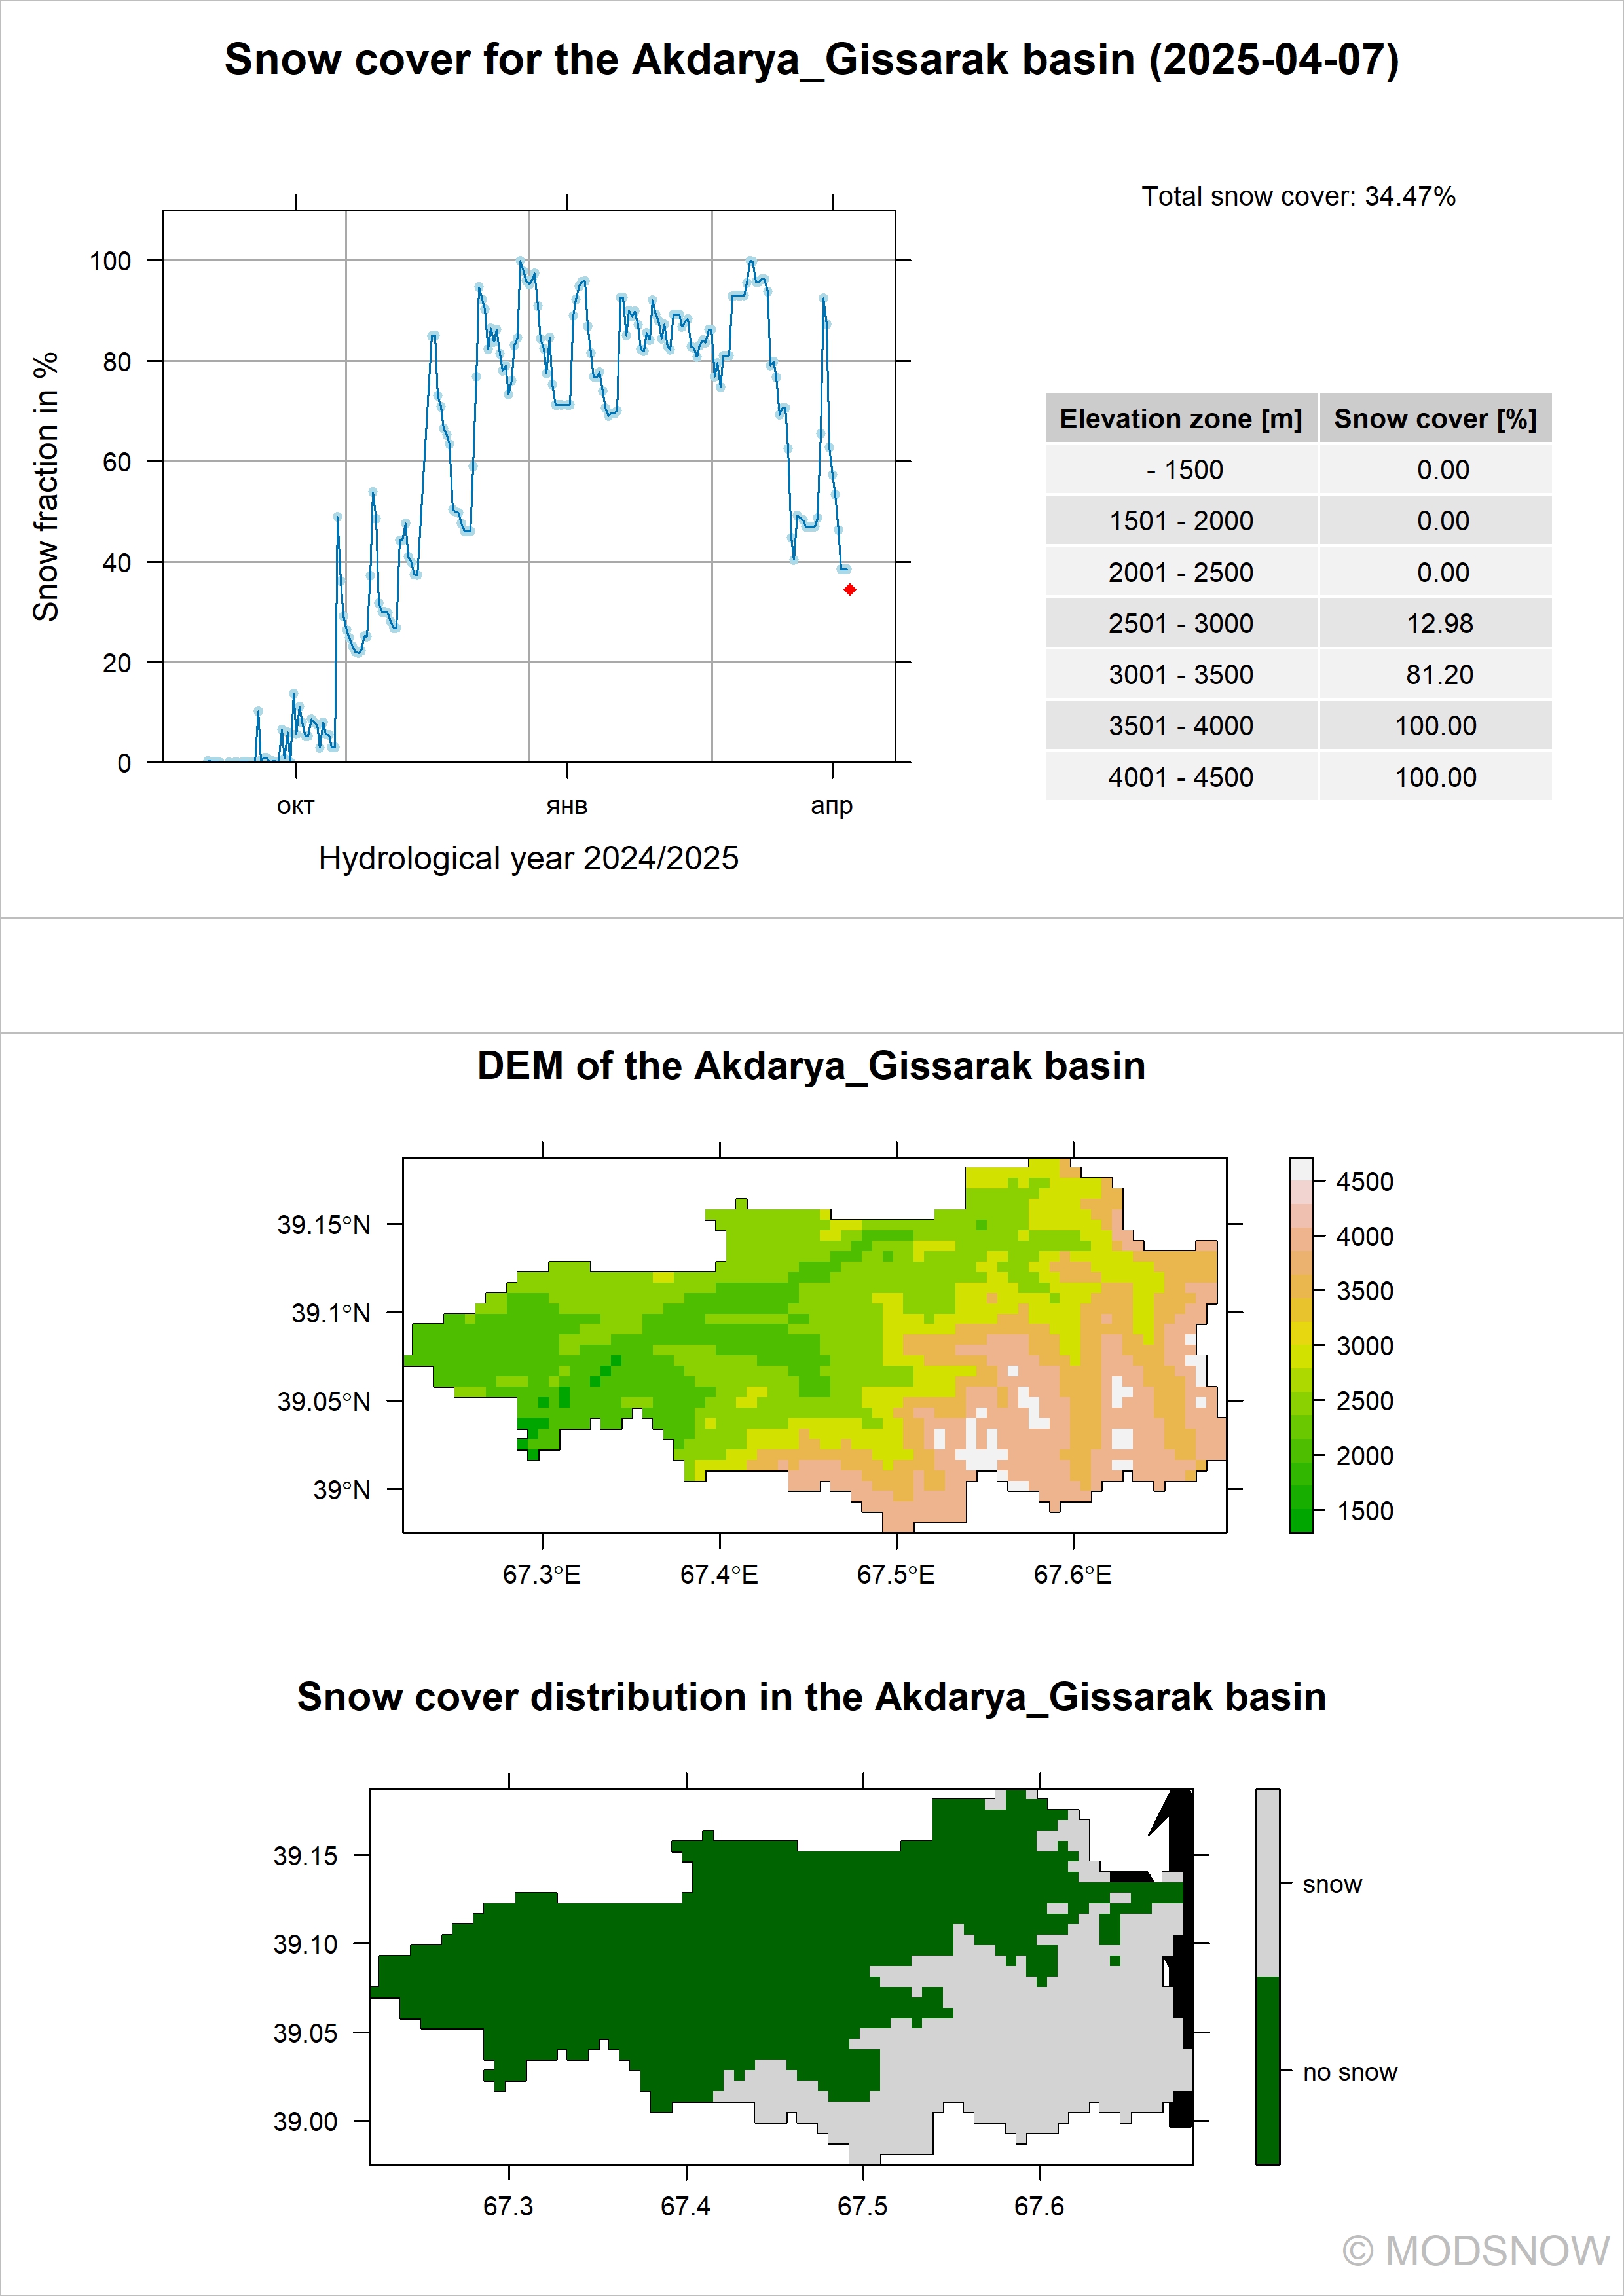 Snow cover for the Akdarya_Gissarak basin (2025-04-07)
Total snow cover: 34.47%
Snow fraction in %
100
80
60
40
20
0
окт янв апр
Hydrological year 2024/2025
Elevation zone [m] Snow cover [%]
- 1500 0.00
1501 - 2000 0.00
2001 - 2500 0.00
2501 - 3000 12.98
3001 - 3500 81.20
3501 - 4000 100.00
4001 - 4500 100.00
DEM of the Akdarya_Gissarak basin
39.15°N
39.1°N
39.05°N
39°N
67.3°E 67.4°E 67.5°E 67.6°E
4500
4000
3500
3000
2500
2000
1500
Snow cover distribution in the Akdarya_Gissarak basin
39.15
39.10
39.05
39.00
67.3 67.4 67.5 67.6
snow
no snow
© MODSNOW